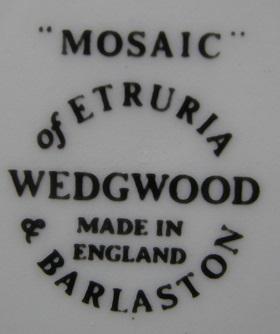 "MOSAIC"
of ETRURIA
WEDGWOOD
MADE IN
ENGLAND
& BARLASTON